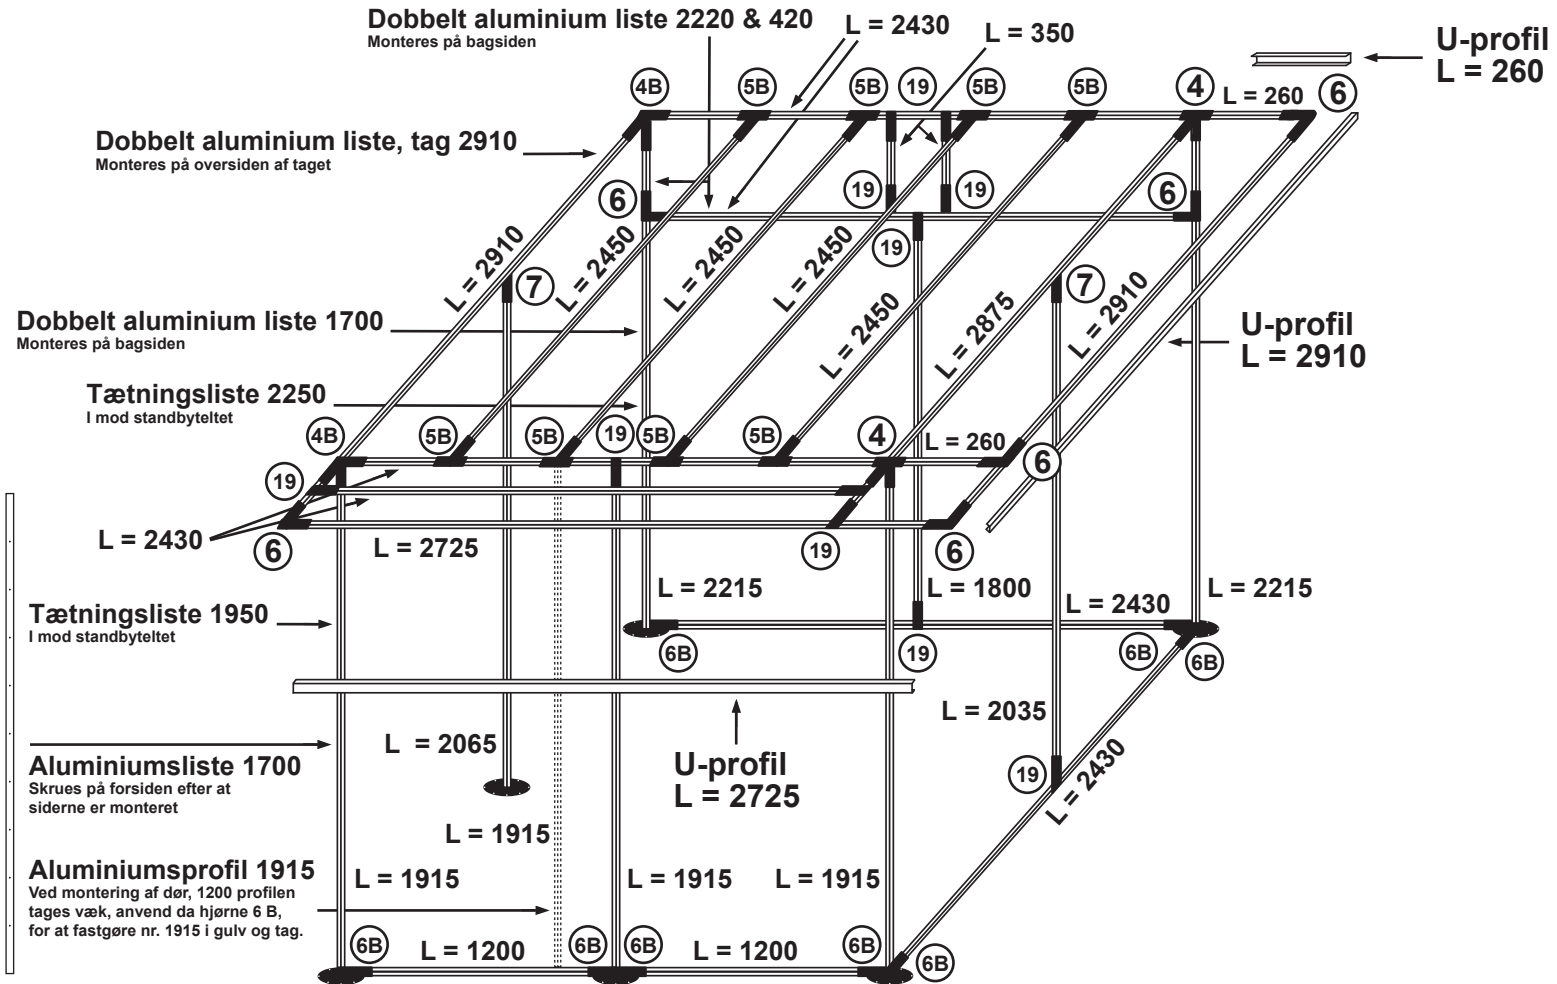 Dobbelt aluminium liste 2220 & 420
Monteres på bagsiden
L = 2430
L = 350
U-profil
L = 260
4B
5B
5B
19
5B
5B
4
L = 260
6
Dobbelt aluminium liste, tag 2910
Monteres på oversiden af taget
6
19
19
6
19
L = 2910
7
L = 2450
L = 2450
L = 2450
L = 2450
L = 2875
7
L = 2910
Dobbelt aluminium liste 1700
Monteres på bagsiden
U-profil
L = 2910
Tætningsliste 2250
I mod standbyteltet
4B
5B
5B
19
5B
5B
4
L = 260
6
19
L = 2430
6
L = 2725
19
6
L = 2215
L = 1800
L = 2430
L = 2215
Tætningsliste 1950
I mod standbyteltet
6B
19
6B
6B
L = 2065
L = 2035
Aluminiumsliste 1700
Skrues på forsiden efter at
siderne er monteret
U-profil
L = 2725
19
L = 2430
L = 1915
Aluminiumsprofil 1915
Ved montering af dør, 1200 profilen
tages væk, anvend da hjørne 6 B,
for at fastgøre nr. 1915 i gulv og tag.
L = 1915
L = 1915
L = 1915
6B
L = 1200
6B
6B
L = 1200
6B
6B